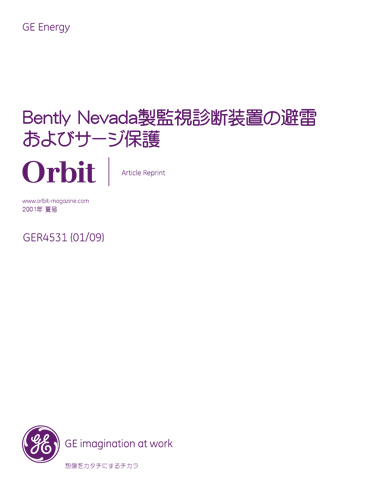 GE Energy
Bently Nevada製監視診断装置の避雷
およびサージ保護
Orbit
Article Reprint
www.orbit-magazine.com
2001年 夏号
GER4531 (01/09)
GE imagination at work
想像をカタチにするチカラ